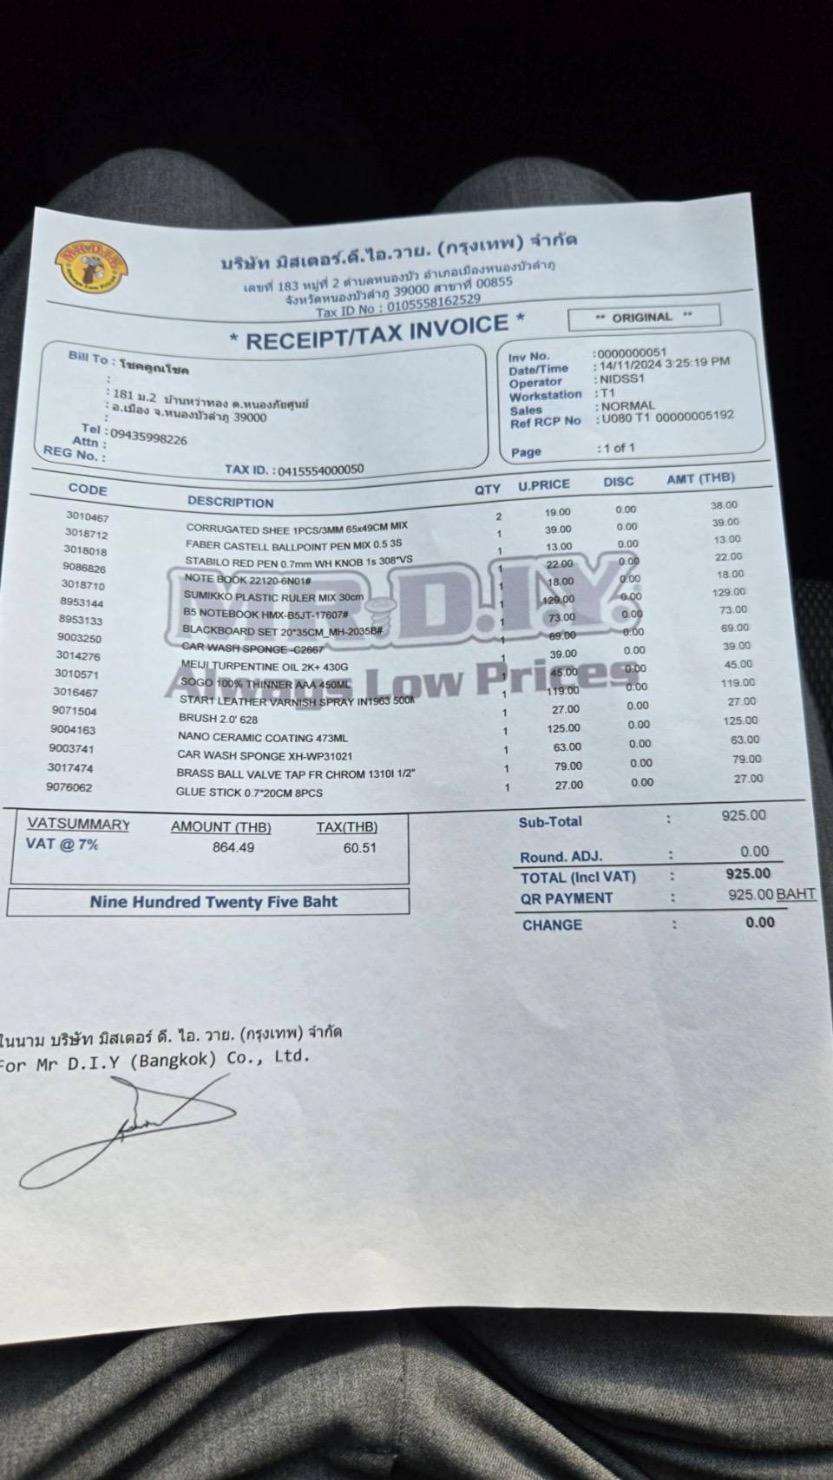 MR.D.I.Y.
Always Low Prices
บริษัท มิสเตอร์.ดี.ไอ.วาย. (กรุงเทพ) จำกัด
เลขที่ 183 หมู่ที่ 2 ตำบลหนองบัว อำเภอเมืองหนองบัวลำภู
จังหวัดหนองบัวลำภู 39000 สาขาที่ 00855
Tax ID No : 0105558162529
* RECEIPT/TAX INVOICE *
** ORIGINAL **
Bill To : โชคคูณโชค
:
: 181 ม.2 บ้านหว่าทอง ต.หนองภัยศูนย์
: อ.เมือง จ.หนองบัวลำภู 39000
:
Tel : 09435998226
Attn :
REG No. :
TAX ID. : 0415554000050
Inv No. : 0000000051
Date/Time : 14/11/2024 3:25:19 PM
Operator : NIDSS1
Workstation : T1
Sales : NORMAL
Ref RCP No : U080 T1 00000005192
Page : 1 of 1
CODE DESCRIPTION QTY U.PRICE DISC AMT (THB)
3010467 CORRUGATED SHEE 1PCS/3MM 65x49CM MIX 2 19.00 0.00 38.00
3018712 FABER CASTELL BALLPOINT PEN MIX 0.5 3S 1 39.00 0.00 39.00
3018018 STABILO RED PEN 0.7mm WH KNOB 1s 308*VS 1 13.00 0.00 13.00
9086826 NOTE BOOK 22120-6N01# 1 22.00 0.00 22.00
3018710 SUMIKKO PLASTIC RULER MIX 30cm 1 18.00 0.00 18.00
8953144 B5 NOTEBOOK HMX-B5JT-17607# 1 129.00 0.00 129.00
8953133 BLACKBOARD SET 20*35CM_MH-2035B# 1 73.00 0.00 73.00
9003250 CAR WASH SPONGE -C2667 1 69.00 0.00 69.00
3014276 MEIJI TURPENTINE OIL 2K+ 430G 1 39.00 0.00 39.00
3010571 SOGO 100% THINNER AAA 450ML 1 45.00 0.00 45.00
3016467 START LEATHER VARNISH SPRAY IN1963 500ม 1 119.00 0.00 119.00
9071504 BRUSH 2.0' 628 1 27.00 0.00 27.00
9004163 NANO CERAMIC COATING 473ML 1 125.00 0.00 125.00
9003741 CAR WASH SPONGE XH-WP31021 1 63.00 0.00 63.00
3017474 BRASS BALL VALVE TAP FR CHROM 1310I 1/2" 1 79.00 0.00 79.00
9076062 GLUE STICK 0.7*20CM 8PCS 1 27.00 0.00 27.00
VATSUMMARY AMOUNT (THB) TAX(THB)
VAT @ 7% 864.49 60.51
Nine Hundred Twenty Five Baht
Sub-Total : 925.00
Round. ADJ. : 0.00
TOTAL (Incl VAT) : 925.00
QR PAYMENT : 925.00 BAHT
CHANGE : 0.00
ในนาม บริษัท มิสเตอร์ ดี. ไอ. วาย. (กรุงเทพ) จำกัด
For Mr D.I.Y (Bangkok) Co., Ltd.